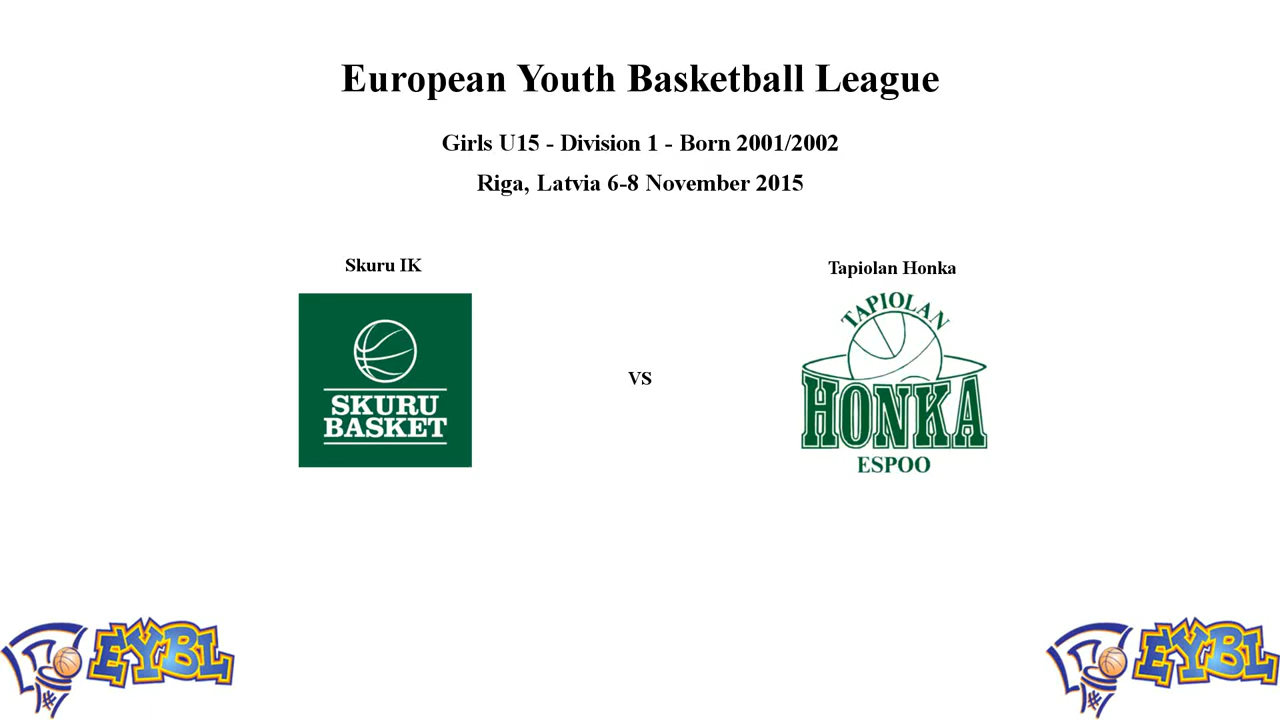 European Youth Basketball League
Girls U15 - Division 1 - Born 2001/2002
Riga, Latvia 6-8 November 2015
Skuru IK
Tapiolan Honka
SKURU
BASKET
VS
TAPIOLAN
HONKA
ESPOO
EYBL
EYBL